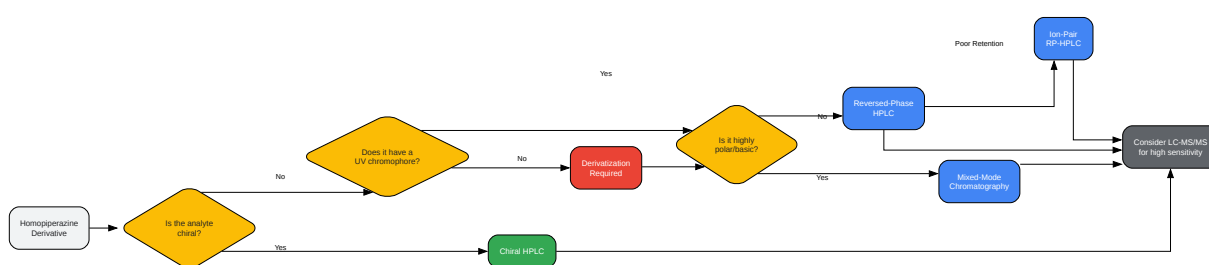 Homopiperazine
Derivative
Is the analyte
chiral?
No
Yes
Does it have a
UV chromophore?
Yes
No
Derivatization
Required
Chiral HPLC
Is it highly
polar/basic?
No
Yes
Reversed-Phase
HPLC
Mixed-Mode
Chromatography
Poor Retention
Ion-Pair
RP-HPLC
Consider LC-MS/MS
for high sensitivity